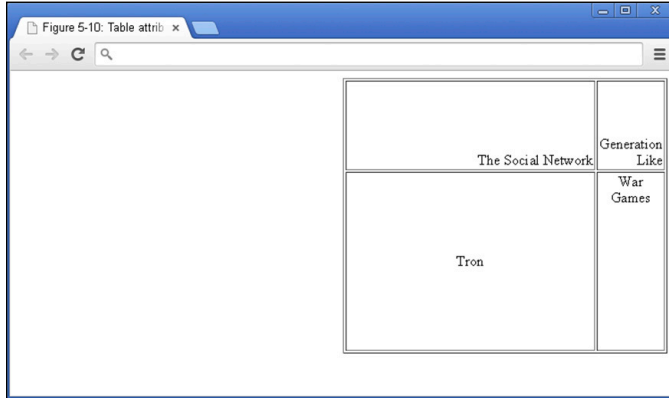 Figure 5-10: Table attrib
The Social Network
Generation
Like
Tron
War
Games